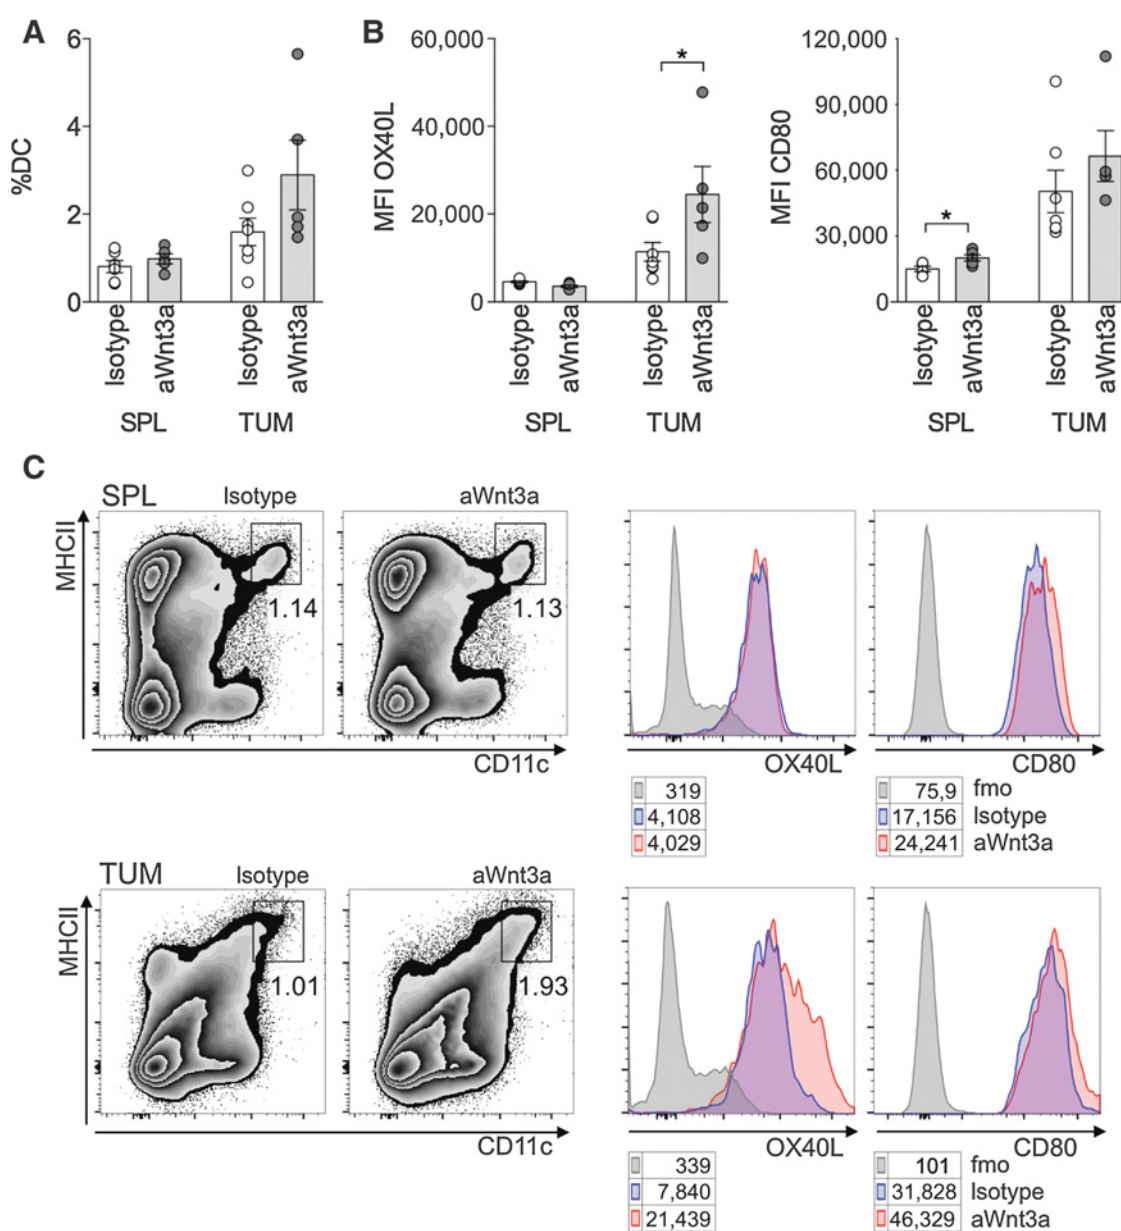 A
%DC
6
4
2
0
Isotype
aWnt3a
Isotype
aWnt3a
SPL TUM
B
MFI OX40L
60,000
40,000
20,000
0
*
Isotype
aWnt3a
Isotype
aWnt3a
SPL TUM
MFI CD80
120,000
90,000
60,000
30,000
0
*
Isotype
aWnt3a
Isotype
aWnt3a
SPL TUM
C
SPL Isotype aWnt3a
MHCII
1.14 1.13
CD11c OX40L CD80
319 75,9 fmo
4,108 17,156 Isotype
4,029 24,241 aWnt3a
TUM Isotype aWnt3a
MHCII
1.01 1.93
CD11c OX40L CD80
339 101 fmo
7,840 31,828 Isotype
21,439 46,329 aWnt3a